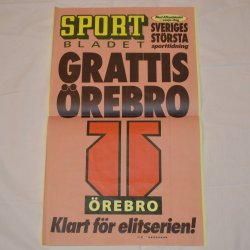 SPORT
BLADET
SVERIGES
STÖRSTA
sporttidning
GRATTIS
ÖREBRO
ÖREBRO
Klart för elitserien!